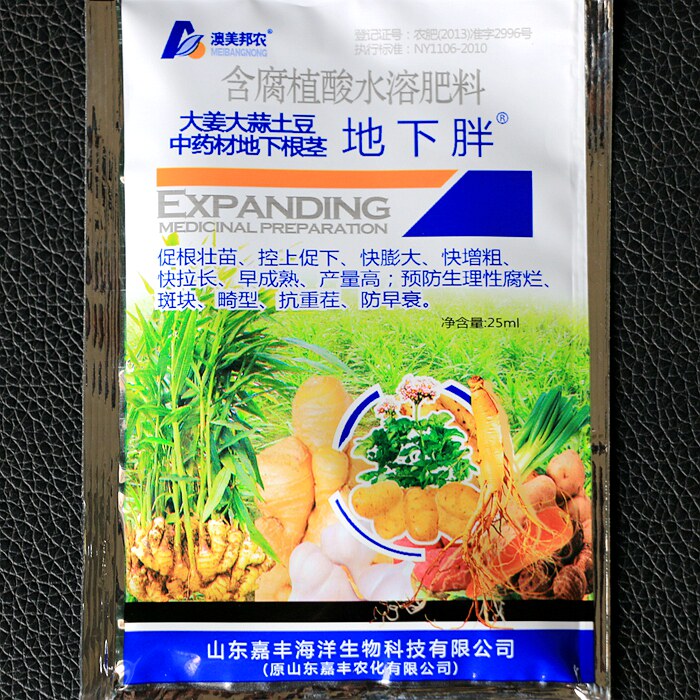 澳美邦农
MEIBANGNONG
登记证号：农肥(2013)准字2996号
执行标准：NY1106-2010
含腐植酸水溶肥料
大姜大蒜土豆
中药材地下根茎
地下胖®
EXPANDING
MEDICINAL PREPARATION
促根壮苗、控上促下、快膨大、快增粗、
快拉长、早成熟、产量高；预防生理性腐烂、
斑块、畸型、抗重茬、防早衰。
净含量:25ml
山东嘉丰海洋生物科技有限公司
(原山东嘉丰农化有限公司)